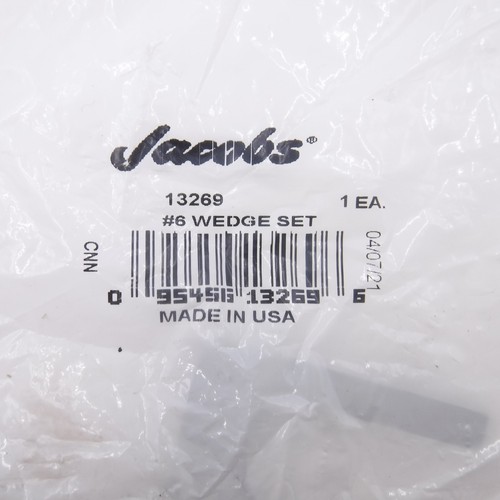 Jacobs®
13269 1 EA.
#6 WEDGE SET
CNN
04/07/21
0 95456 13269 6
MADE IN USA